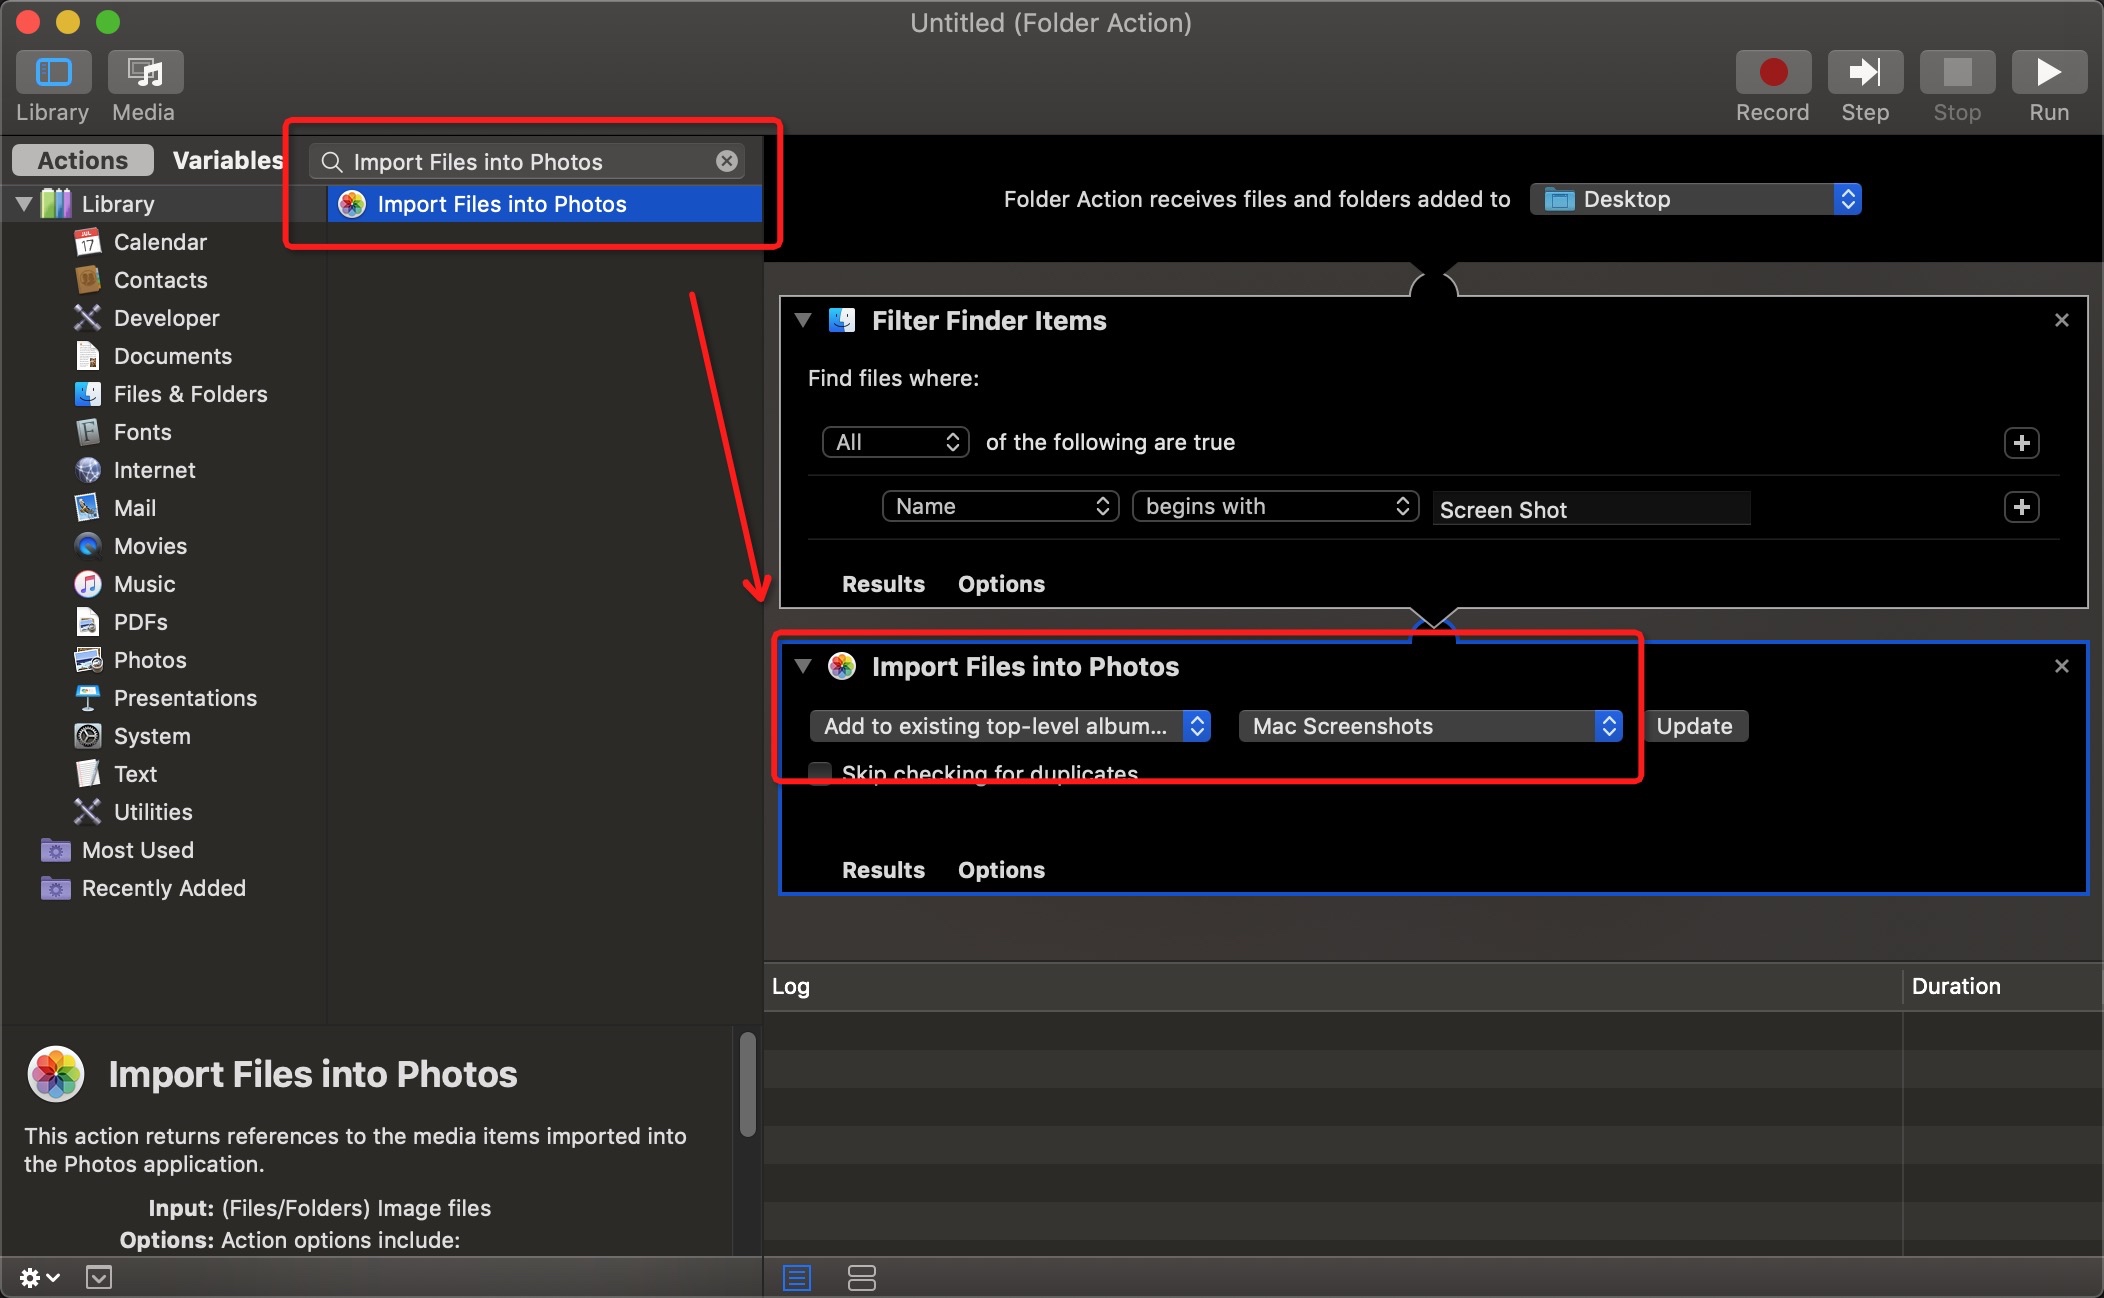 Untitled (Folder Action)
Library
Media
Record
Step
Stop
Run
Actions
Variables
Import Files into Photos
Library
Calendar
Contacts
Developer
Documents
Files & Folders
Fonts
Internet
Mail
Movies
Music
PDFs
Photos
Presentations
System
Text
Utilities
Most Used
Recently Added
Import Files into Photos
Folder Action receives files and folders added to
Desktop
Filter Finder Items
Find files where:
All
of the following are true
Name
begins with
Screen Shot
Results
Options
Import Files into Photos
Add to existing top-level album...
Mac Screenshots
Update
Skip checking for duplicates
Results
Options
Log
Duration
Import Files into Photos
This action returns references to the media items imported into
the Photos application.
Input: (Files/Folders) Image files
Options: Action options include: